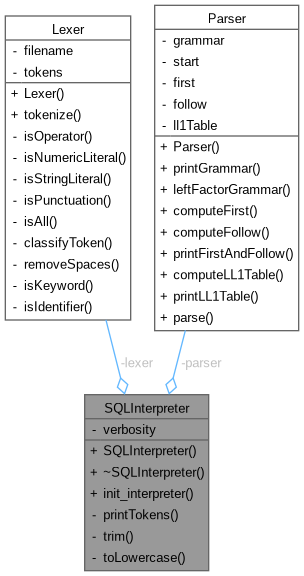 Lexer
- filename
- tokens
+ Lexer()
+ tokenize()
- isOperator()
- isNumericLiteral()
- isStringLiteral()
- isPunctuation()
- isAll()
- classifyToken()
- removeSpaces()
- isKeyword()
- isIdentifier()
Parser
- grammar
- start
- first
- follow
- ll1Table
+ Parser()
+ printGrammar()
+ leftFactorGrammar()
+ computeFirst()
+ computeFollow()
+ printFirstAndFollow()
+ computeLL1Table()
+ printLL1Table()
+ parse()
-lexer
-parser
SQLInterpreter
- verbosity
+ SQLInterpreter()
+ ~SQLInterpreter()
+ init_interpreter()
- printTokens()
- trim()
- toLowercase()